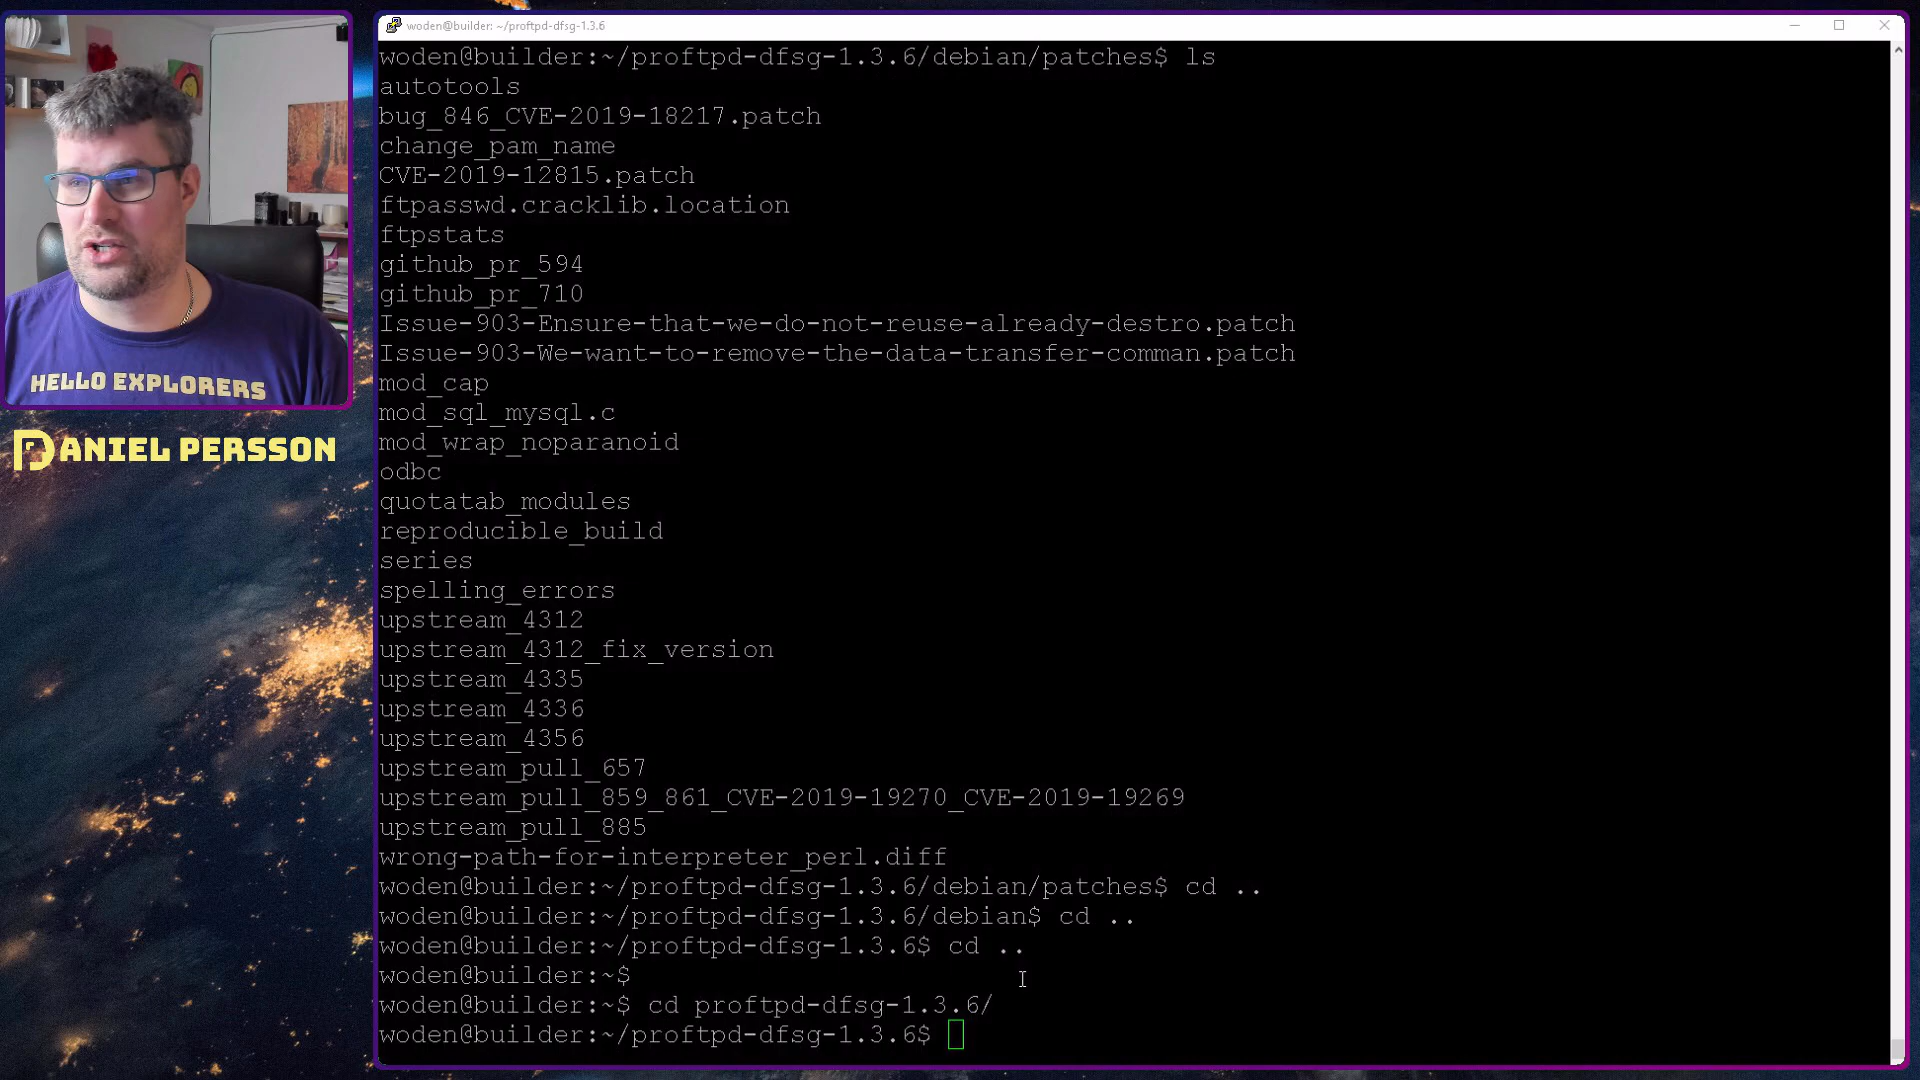 woden@builder: ~/proftpd-dfsg-1.3.6
woden@builder:~/proftpd-dfsg-1.3.6/debian/patches$ ls
autotools
bug_846_CVE-2019-18217.patch
change_pam_name
CVE-2019-12815.patch
ftpasswd.cracklib.location
ftpstats
github_pr_594
github_pr_710
Issue-903-Ensure-that-we-do-not-reuse-already-destro.patch
Issue-903-We-want-to-remove-the-data-transfer-comman.patch
mod_cap
mod_sql_mysql.c
mod_wrap_noparanoid
odbc
quotatab_modules
reproducible_build
series
spelling_errors
upstream_4312
upstream_4312_fix_version
upstream_4335
upstream_4336
upstream_4356
upstream_pull_657
upstream_pull_859_861_CVE-2019-19270_CVE-2019-19269
upstream_pull_885
wrong-path-for-interpreter_perl.diff
woden@builder:~/proftpd-dfsg-1.3.6/debian/patches$ cd ..
woden@builder:~/proftpd-dfsg-1.3.6/debian$ cd ..
woden@builder:~/proftpd-dfsg-1.3.6$ cd ..
woden@builder:~$
woden@builder:~$ cd proftpd-dfsg-1.3.6/
woden@builder:~/proftpd-dfsg-1.3.6$
HELLO EXPLORERS
DANIEL PERSSON